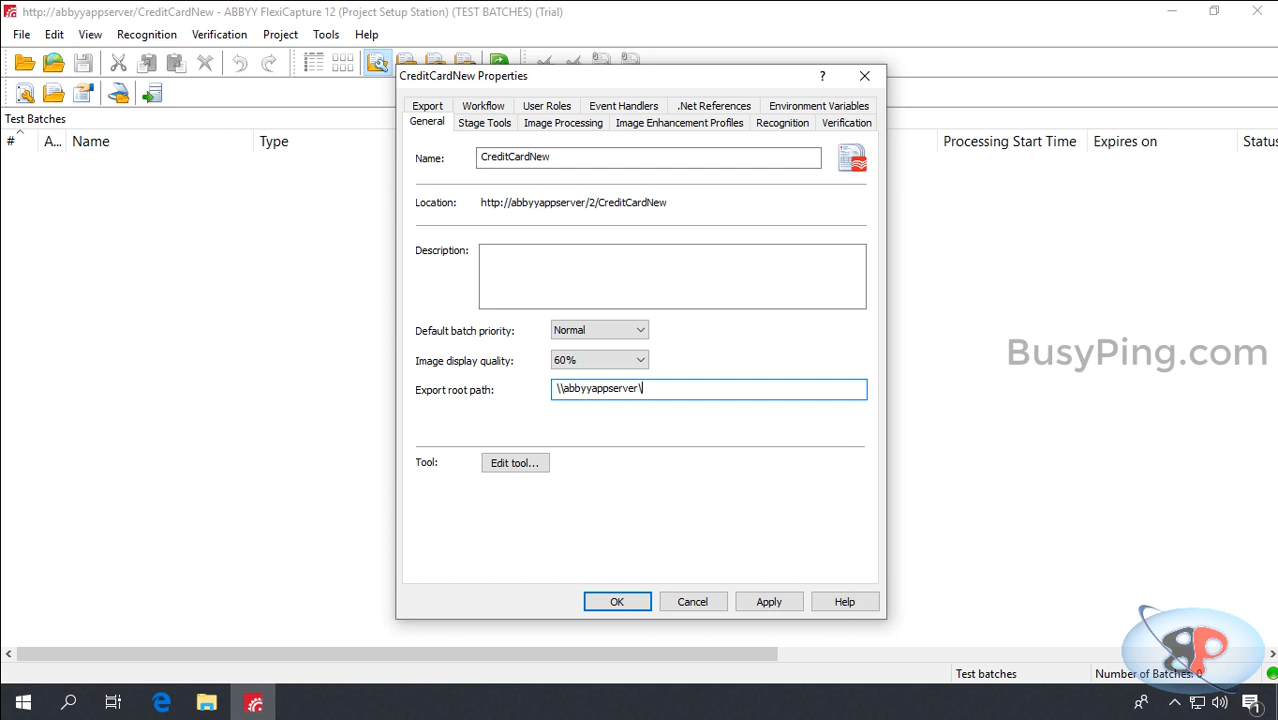 http://abbyyappserver/CreditCardNew - ABBYY FlexiCapture 12 (Project Setup Station) (TEST BATCHES) (Trial)
File Edit View Recognition Verification Project Tools Help
CreditCardNew Properties ?
Test Batches
# A... Name Type Processing Start Time Expires on Status
Export Workflow User Roles Event Handlers .Net References Environment Variables
General Stage Tools Image Processing Image Enhancement Profiles Recognition Verification
Name: CreditCardNew
Location: http://abbyyappserver/2/CreditCardNew
Description:
Default batch priority: Normal
Image display quality: 60%
Export root path: \\abbyyappserver\
Tool: Edit tool...
OK Cancel Apply Help
BusyPing.com
Test batches Number of Batches: 0
1